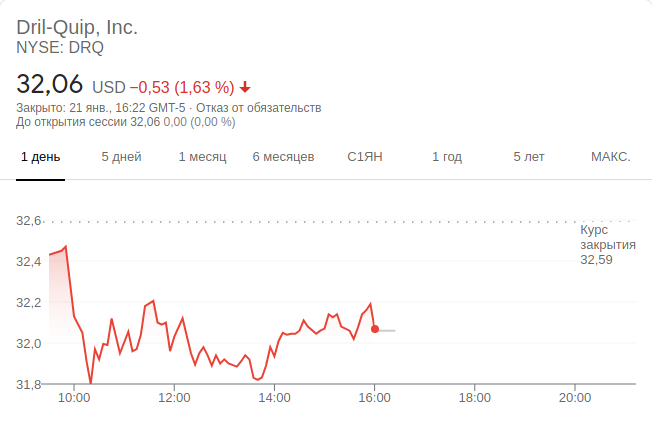 Dril-Quip, Inc.
NYSE: DRQ
32,06 USD −0,53 (1,63 %)
Закрыто: 21 янв., 16:22 GMT-5 · Отказ от обязательств
До открытия сессии 32,06 0,00 (0,00 %)
1 день 5 дней 1 месяц 6 месяцев С1ЯН 1 год 5 лет МАКС.
32,6
Курс
закрытия
32,59
32,4
32,2
32,0
31,8
10:00 12:00 14:00 16:00 18:00 20:00